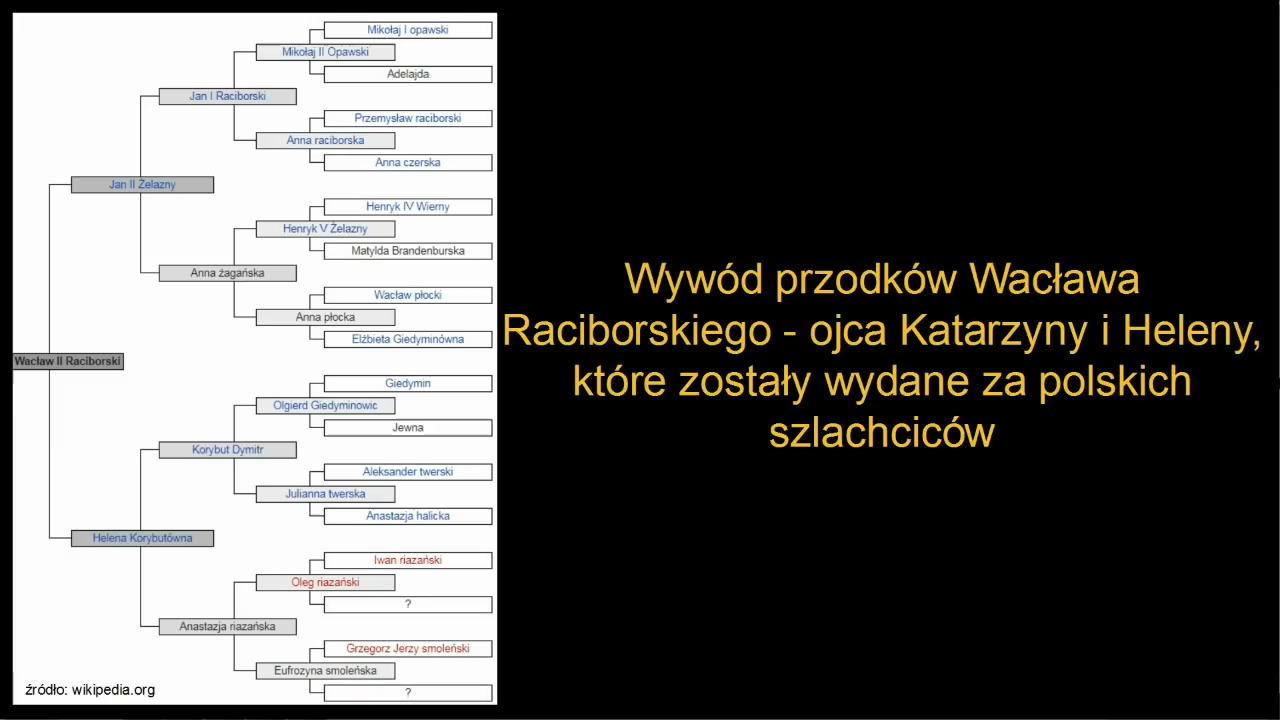 Mikołaj I opawski
Mikołaj II Opawski
Adelajda
Jan I Raciborski
Przemysław raciborski
Anna raciborska
Anna czerska
Jan II Żelazny
Henryk IV Wierny
Henryk V Żelazny
Matylda Brandenburska
Anna żagańska
Wacław płocki
Anna płocka
Elżbieta Giedyminówna
Wacław II Raciborski
Giedymin
Olgierd Giedyminowic
Jewna
Korybut Dymitr
Aleksander twerski
Julianna twerska
Anastazja halicka
Helena Korybutówna
Iwan riazański
Oleg riazański
?
Anastazja riazańska
Grzegorz Jerzy smoleński
Eufrozyna smoleńska
?
źródło: wikipedia.org
Wywód przodków Wacława
Raciborskiego - ojca Katarzyny i Heleny,
które zostały wydane za polskich
szlachciców